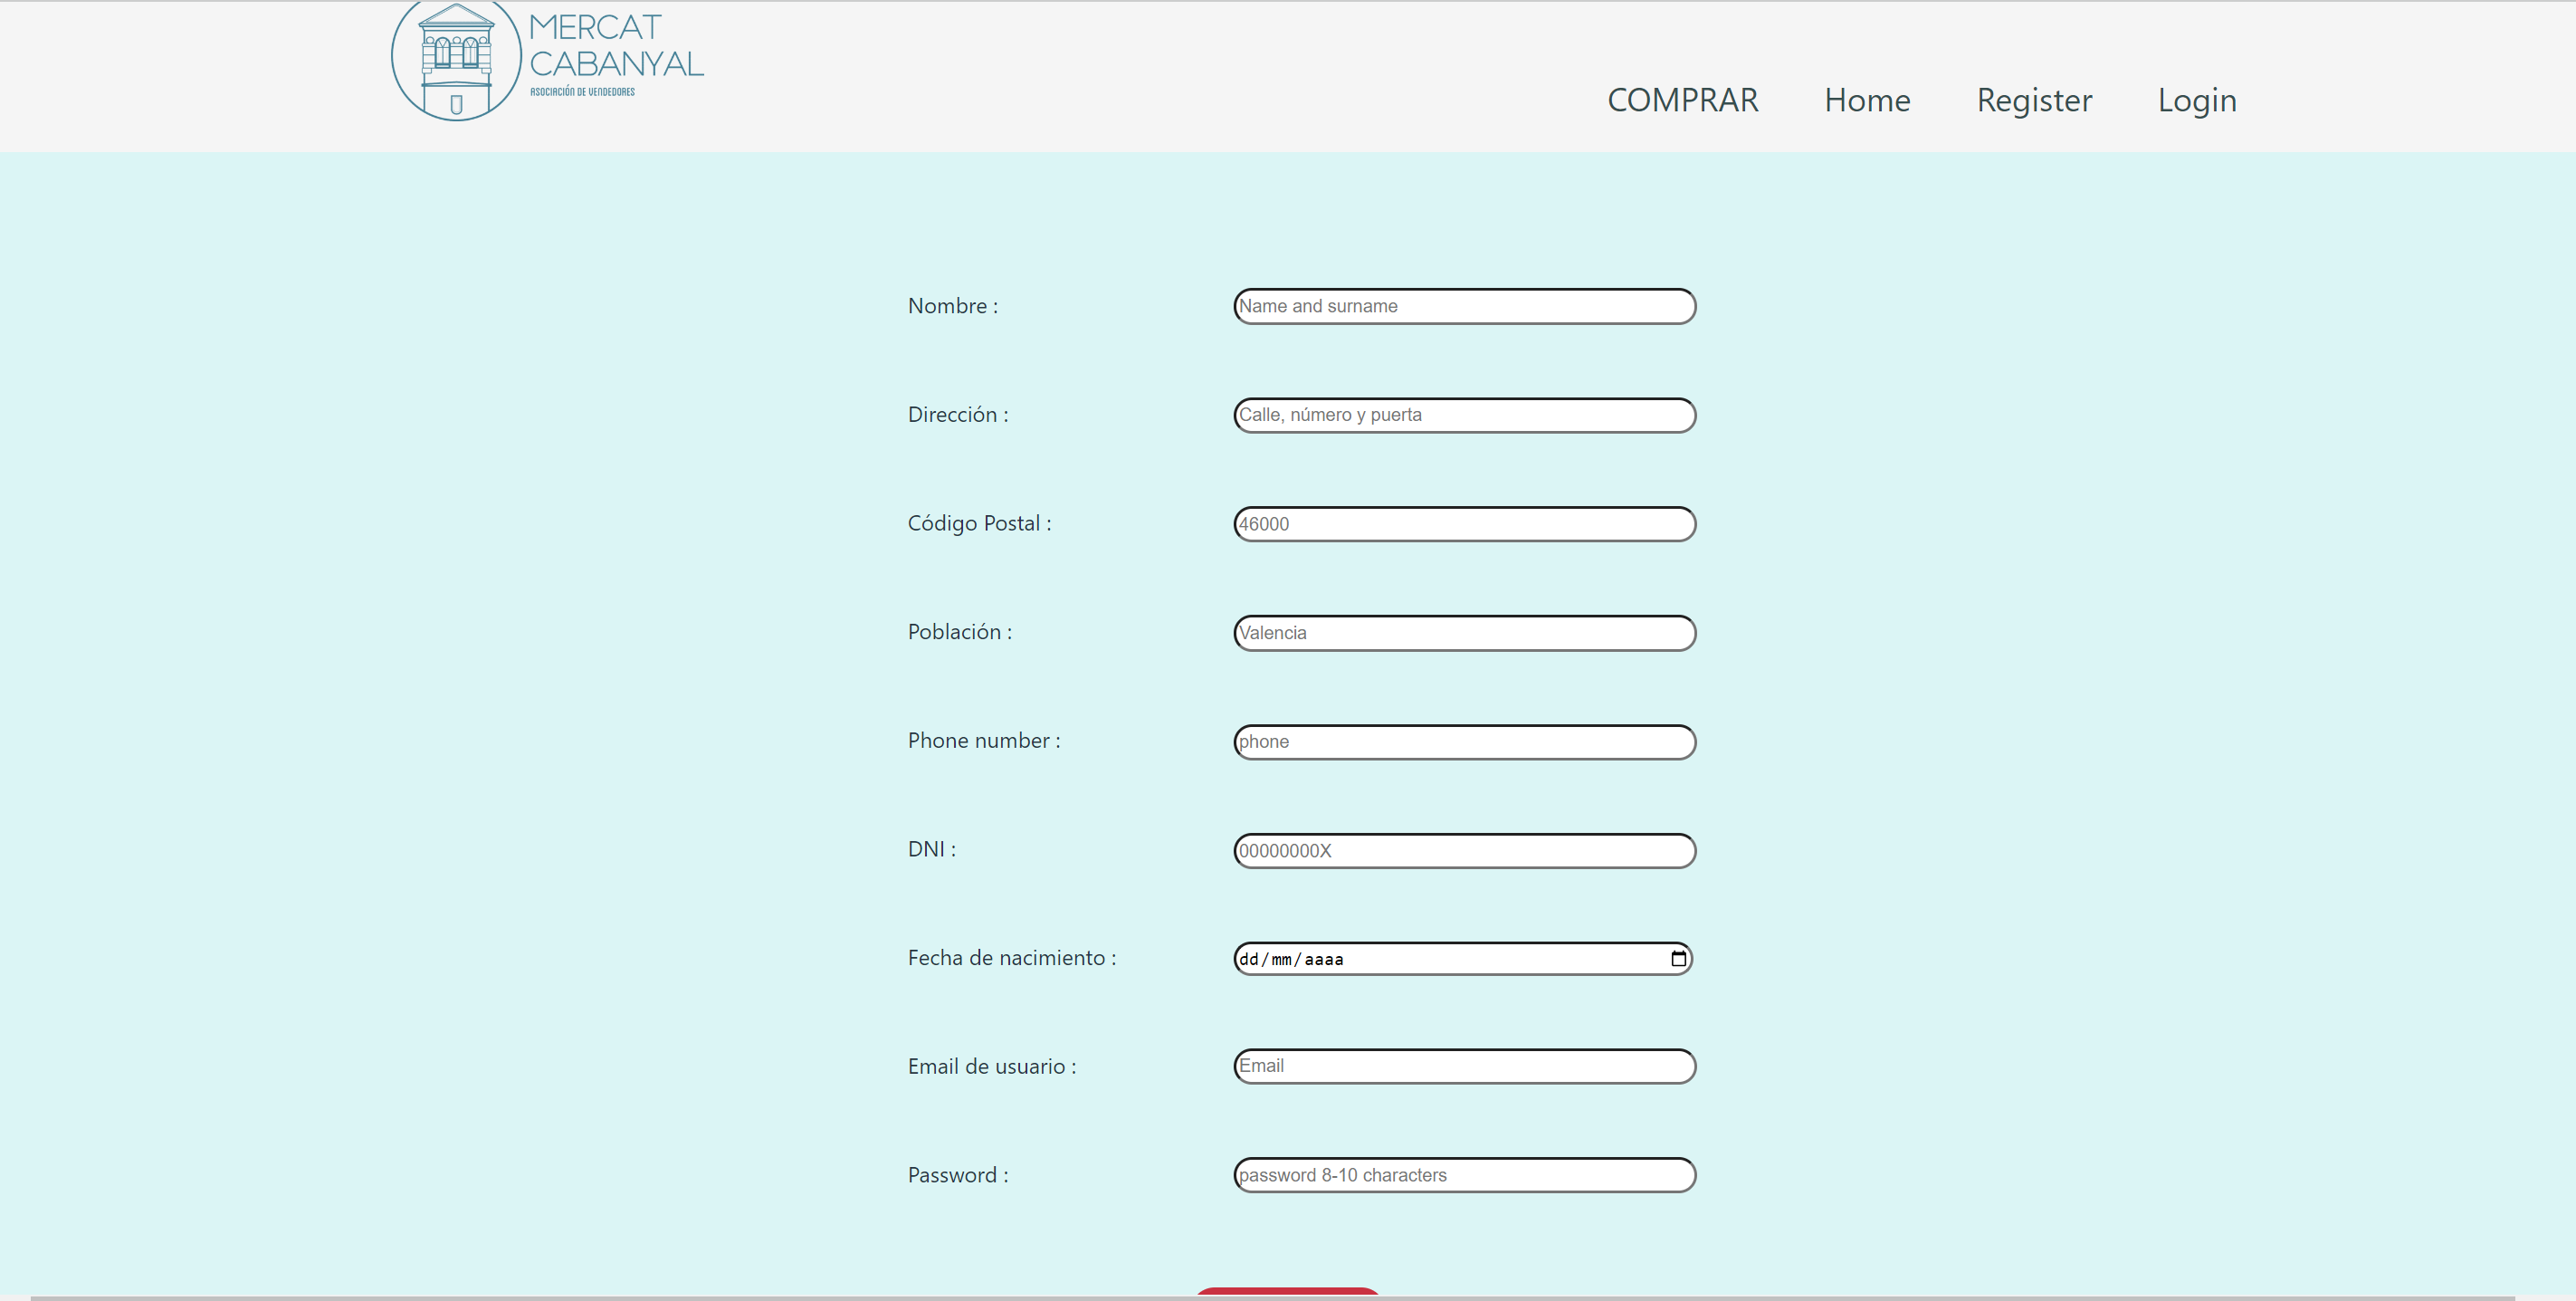 MERCAT
CABANYAL
ASOCIACIÓN DE VENDEDORES
COMPRAR Home Register Login
Nombre : Name and surname
Dirección : Calle, número y puerta
Código Postal : 46000
Población : Valencia
Phone number : phone
DNI : 00000000X
Fecha de nacimiento : dd/mm/aaaa
Email de usuario : Email
Password : password 8-10 characters